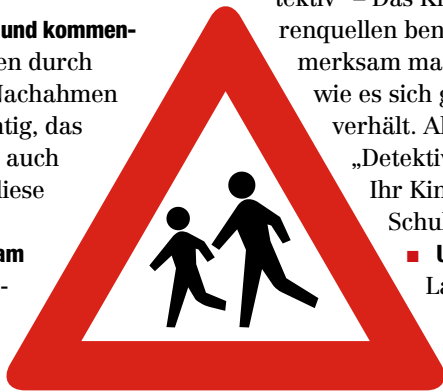 und kommen-
en durch
Nachahmen
tig, das
auch
diese
am
-
tektiv“ – Das Ki
renquellen ben
merksam ma
wie es sich g
verhält. Al
„Detektiv
Ihr Kin
Schul
■ U
La